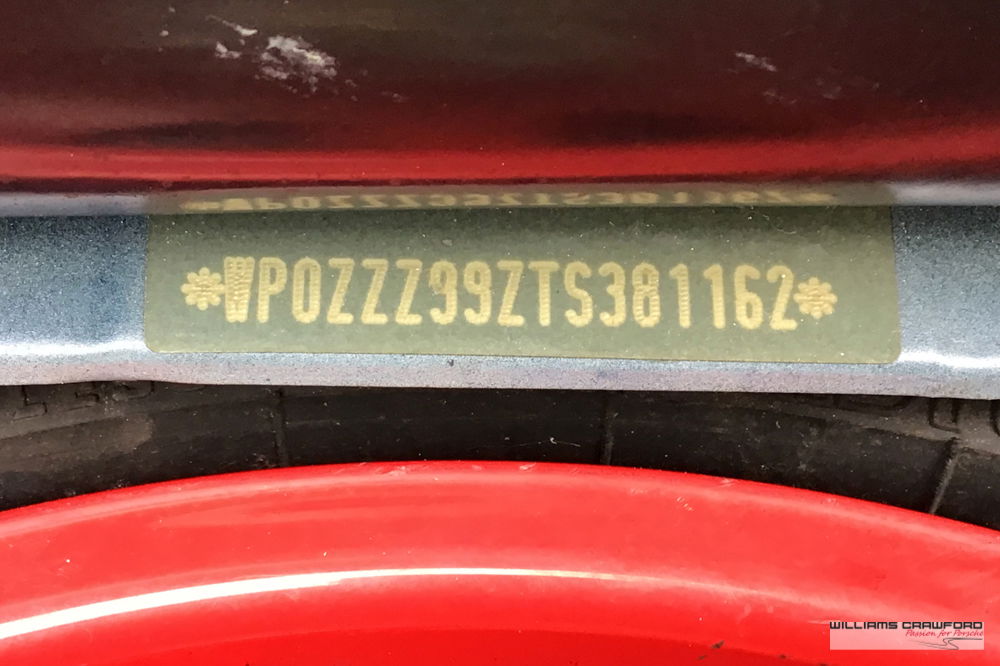 *WP0ZZZ99ZTS381162*
WILLIAMS CRAWFORD
Passion for Porsche